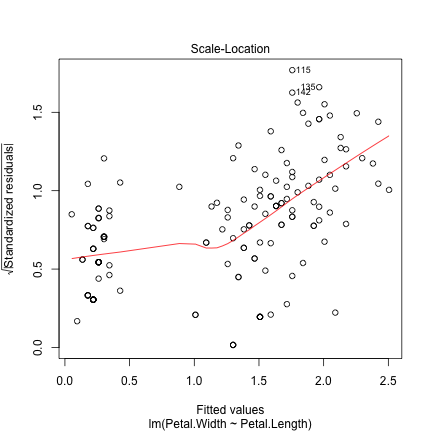 Scale-Location
√|Standardized residuals|
1.5
1.0
0.5
0.0
115
135
142
0.0 0.5 1.0 1.5 2.0 2.5
Fitted values
lm(Petal.Width ~ Petal.Length)